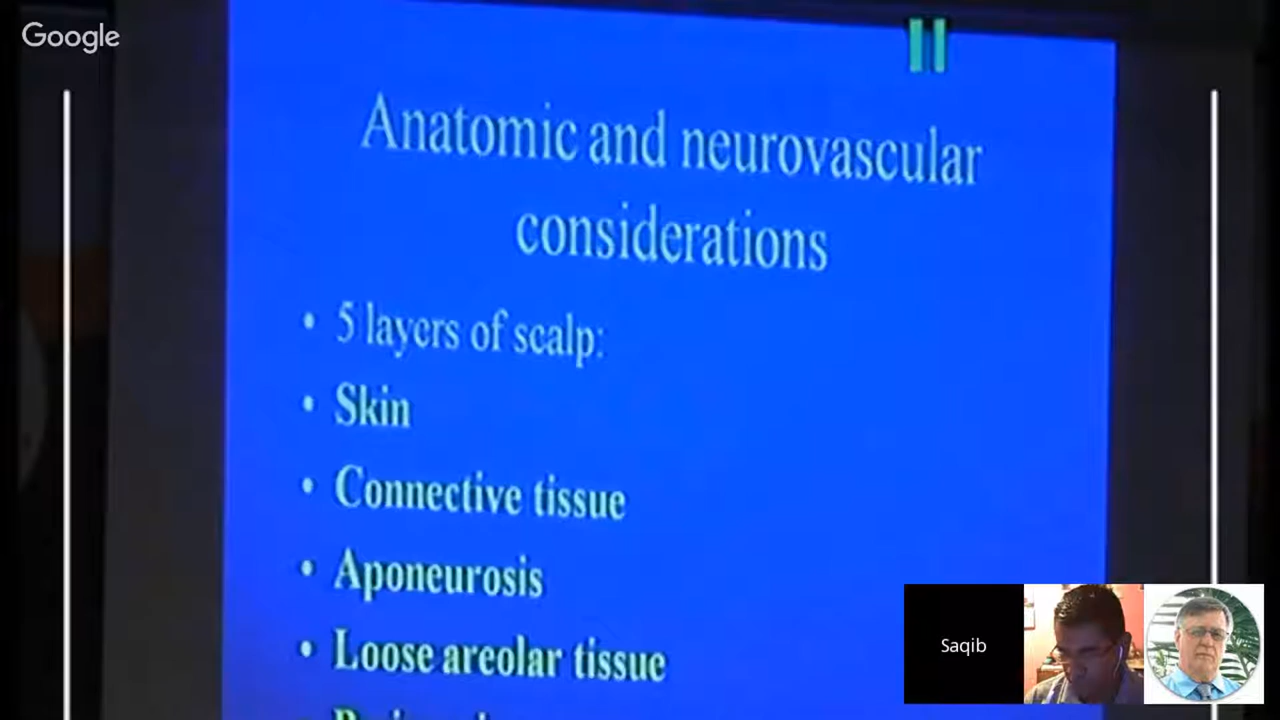 Google
Anatomic and neurovascular
considerations
• 5 layers of scalp:
• Skin
• Connective tissue
• Aponeurosis
• Loose areolar tissue
Saqib